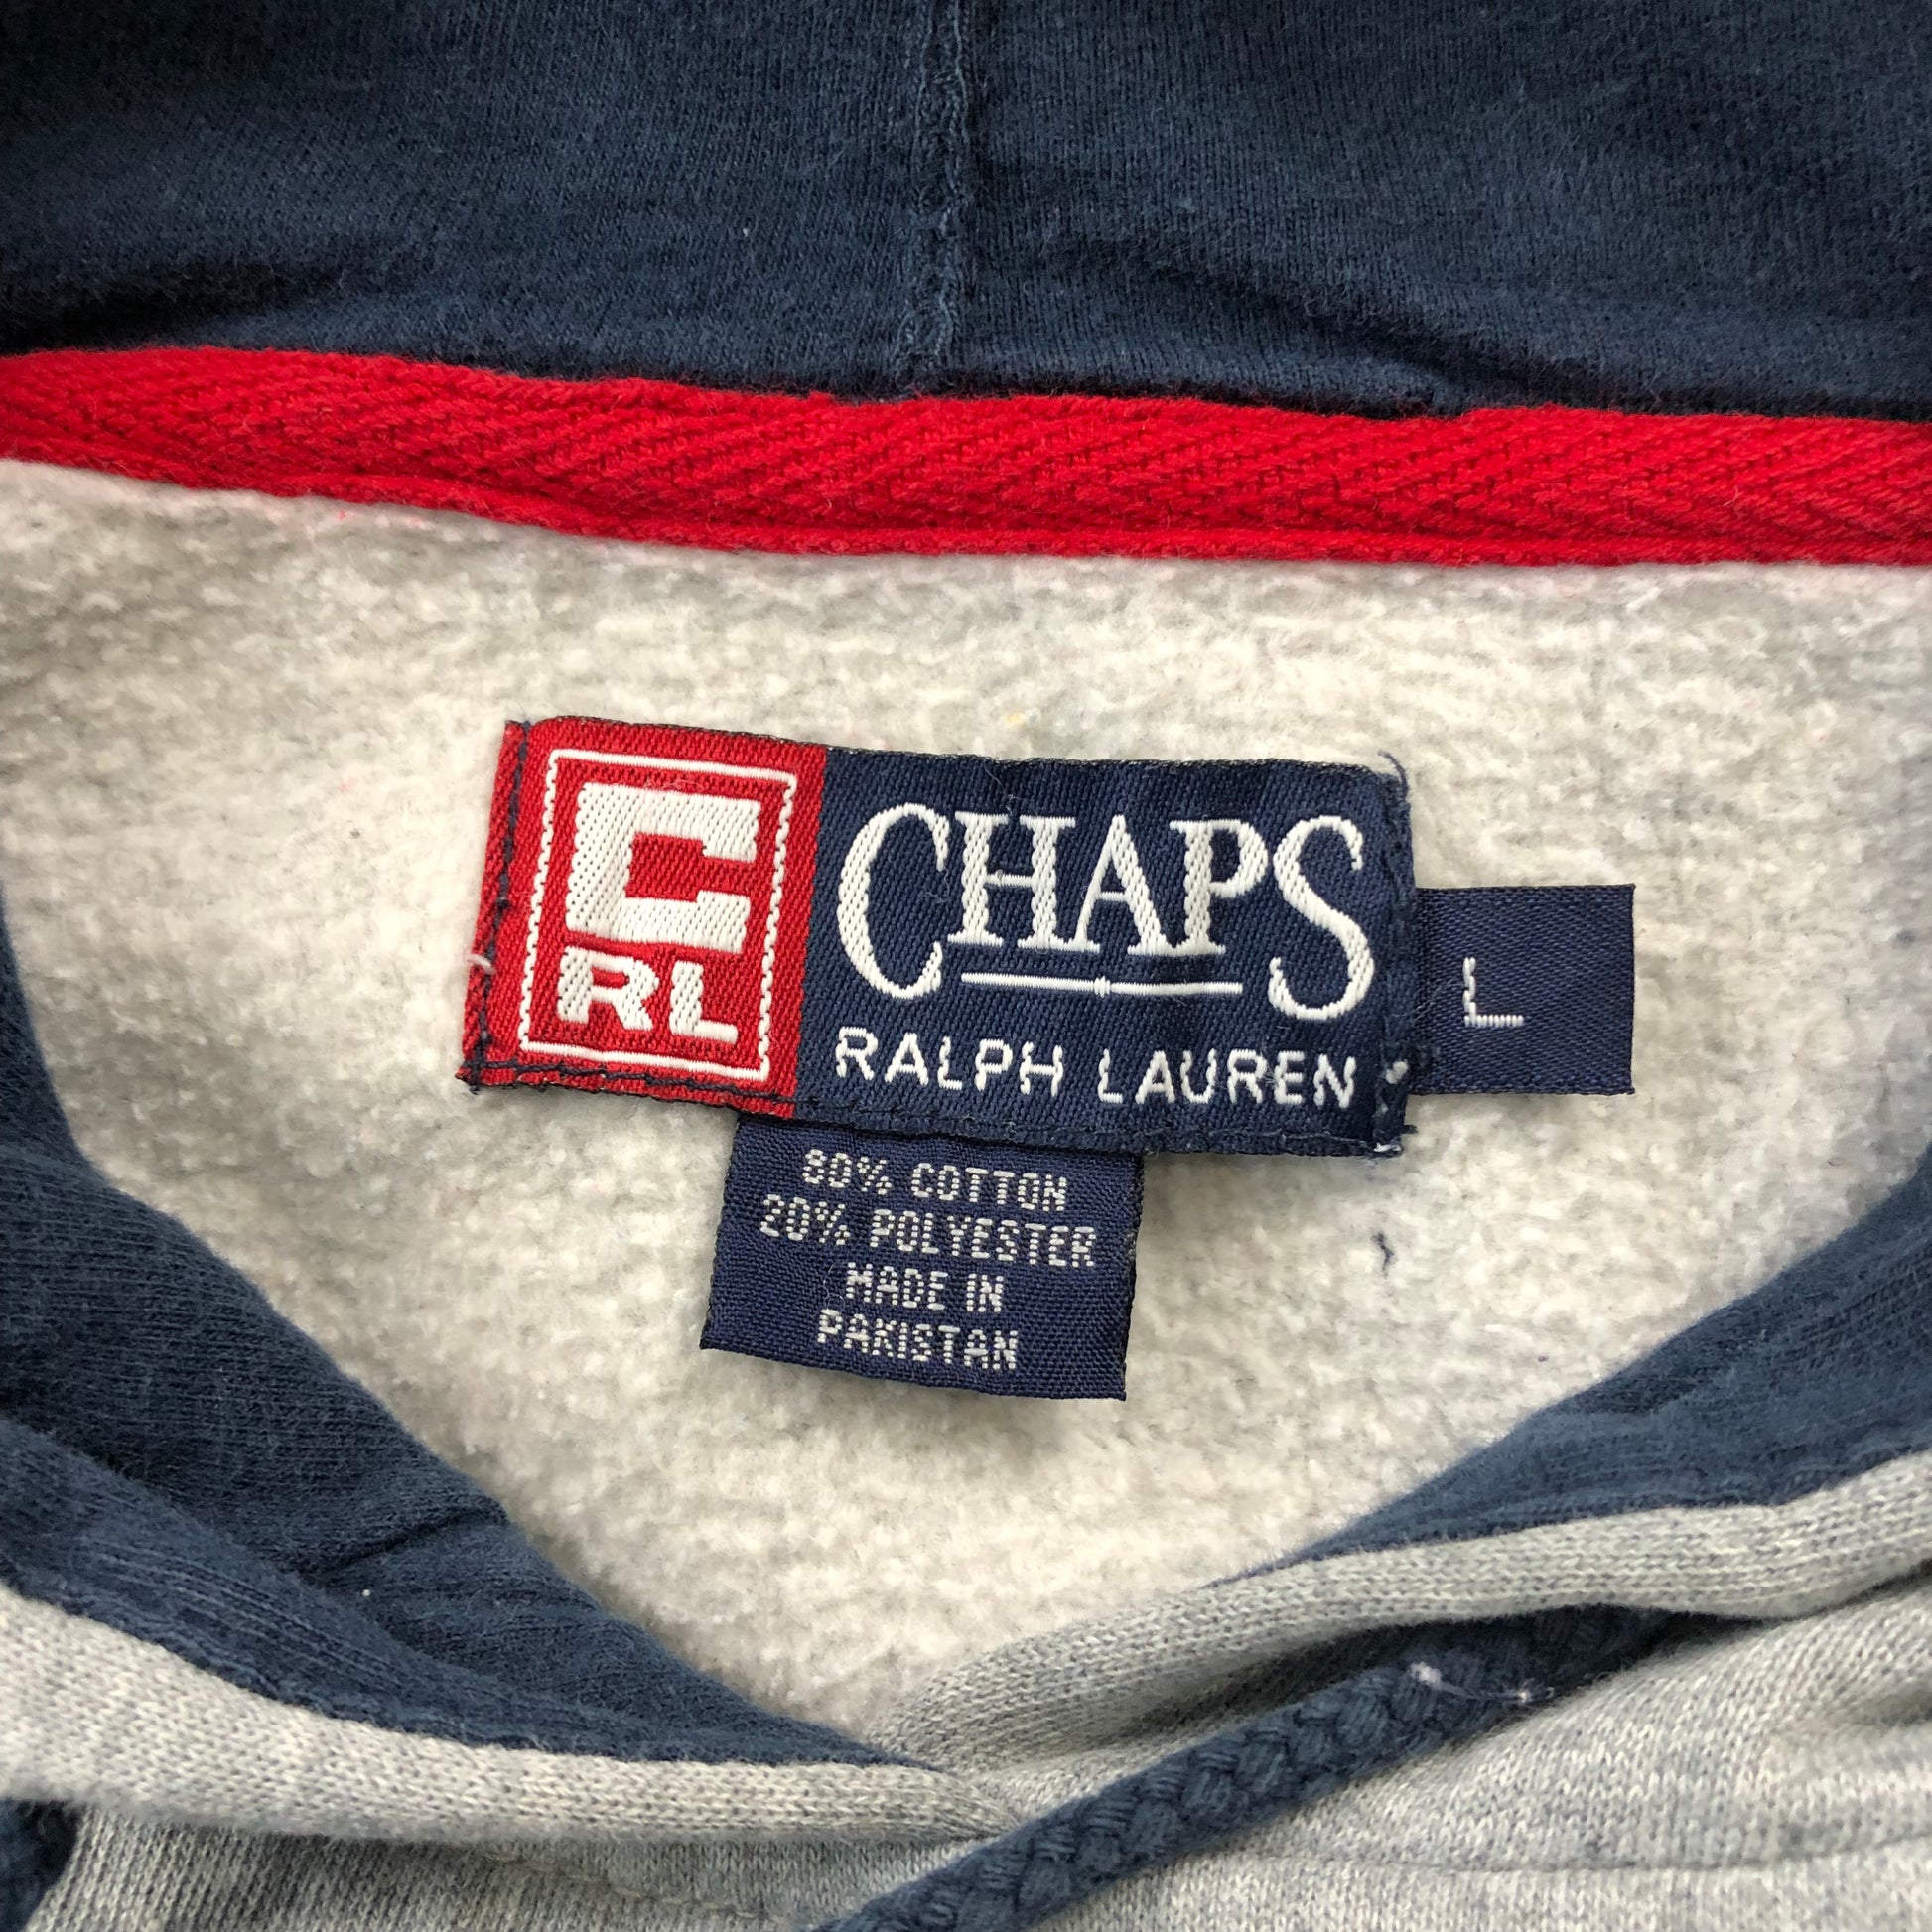 C
RL
CHAPS
RALPH LAUREN
L
80% COTTON
20% POLYESTER
MADE IN
PAKISTAN